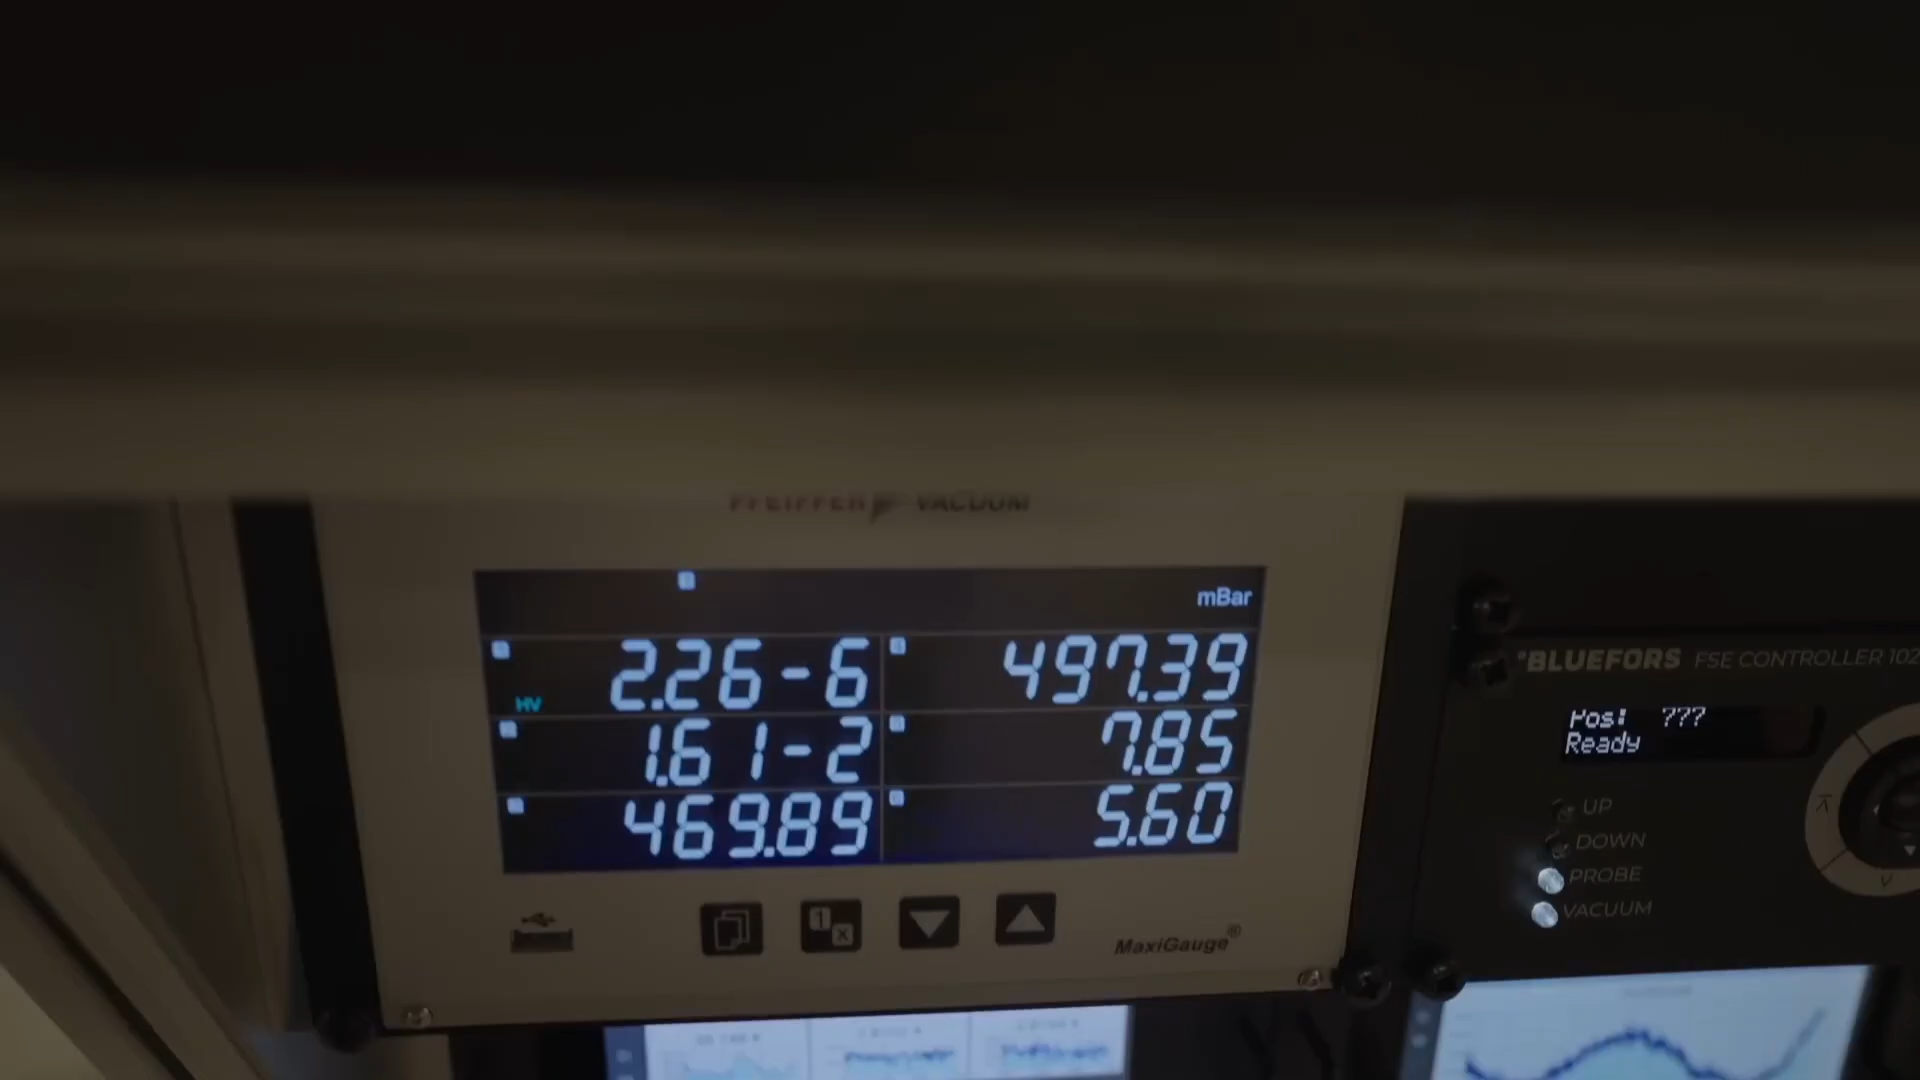 PFEIFFER VACUUM
mBar
2.26-6
497.39
HV
1.61-2
7.85
469.89
5.60
1 x
MaxiGauge®
BLUEFORS FSE CONTROLLER 102
Pos: ???
Ready
UP
DOWN
PROBE
VACUUM